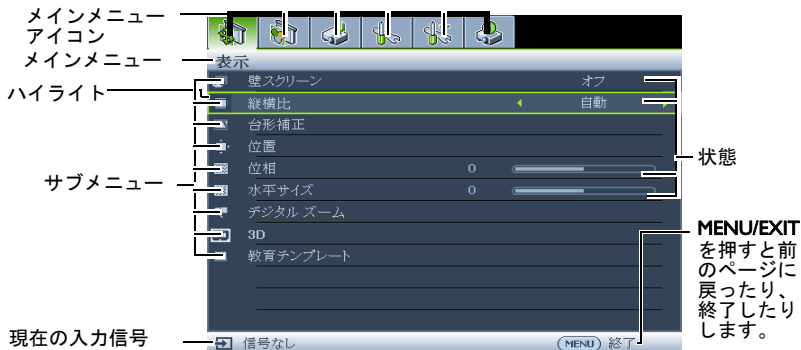 メインメニュー
アイコン
メインメニュー
表示
ハイライト
壁スクリーン オフ
縦横比 自動
台形補正
位置
位相 0
水平サイズ 0
デジタル ズーム
3D
教育テンプレート
サブメニュー
状態
MENU/EXIT
を押すと前
のページに
戻ったり、
終了したり
します。
現在の入力信号
信号なし
MENU 終了